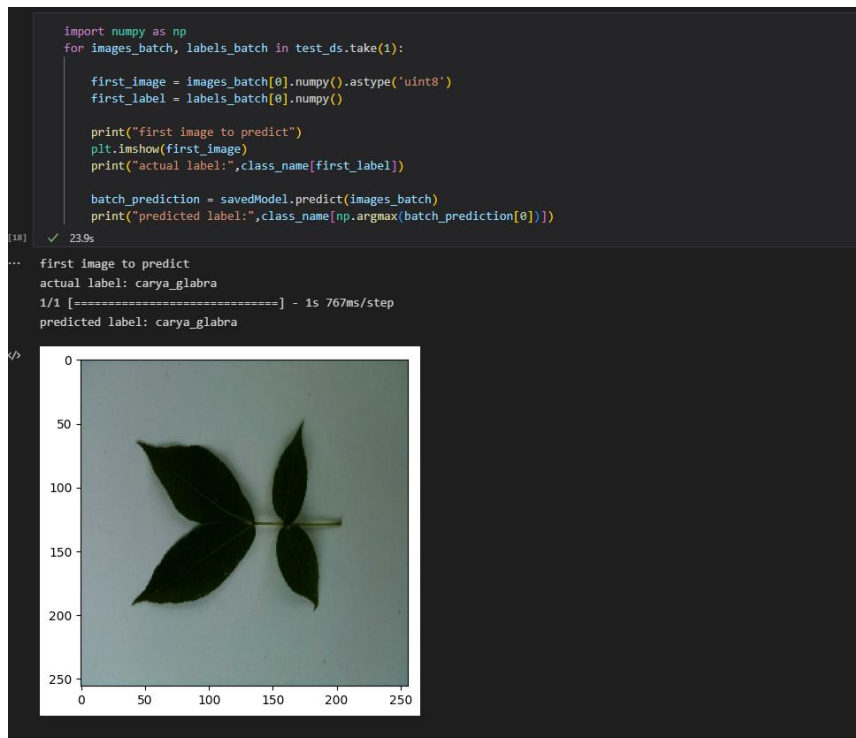 import numpy as np
for images_batch, labels_batch in test_ds.take(1):
first_image = images_batch[0].numpy().astype('uint8')
first_label = labels_batch[0].numpy()
print("first image to predict")
plt.imshow(first_image)
print("actual label:",class_name[first_label])
batch_prediction = savedModel.predict(images_batch)
print("predicted label:",class_name[np.argmax(batch_prediction[0])])
[18] ✓ 23.9s
... first image to predict
actual label: carya_glabra
1/1 [==============================] - 1s 767ms/step
predicted label: carya_glabra
</>
0
50
100
150
200
250
0 50 100 150 200 250